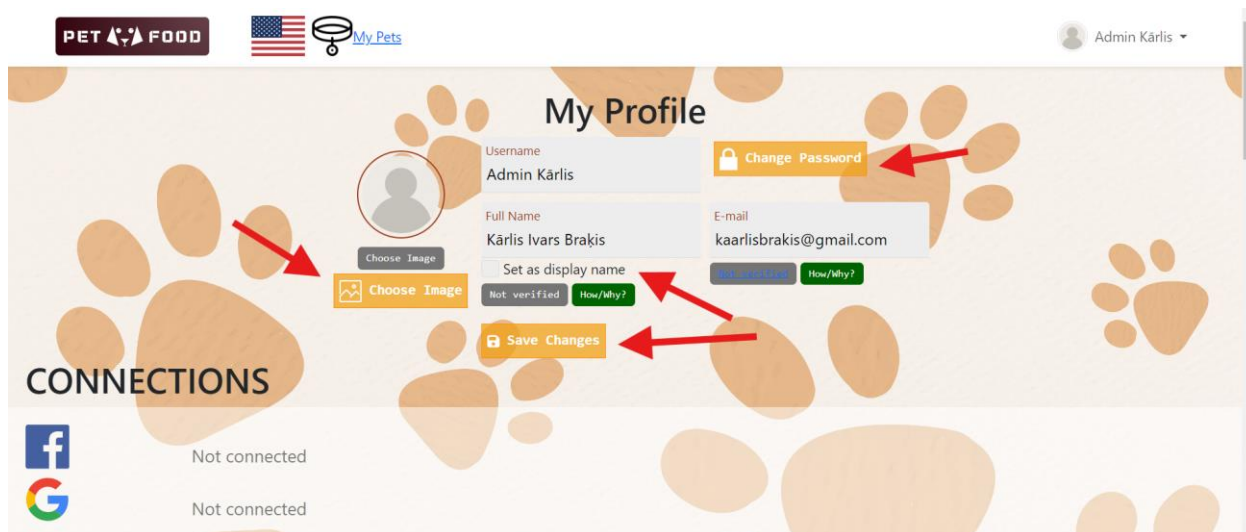 PET FOOD
My Pets
Admin Kārlis
My Profile
Username
Admin Kārlis
Change Password
Full Name
Kārlis Ivars Braķis
E-mail
kaarlisbrakis@gmail.com
Choose Image
Choose Image
Set as display name
Not verified
How/Why?
Not verified
How/Why?
Save Changes
CONNECTIONS
Not connected
Not connected